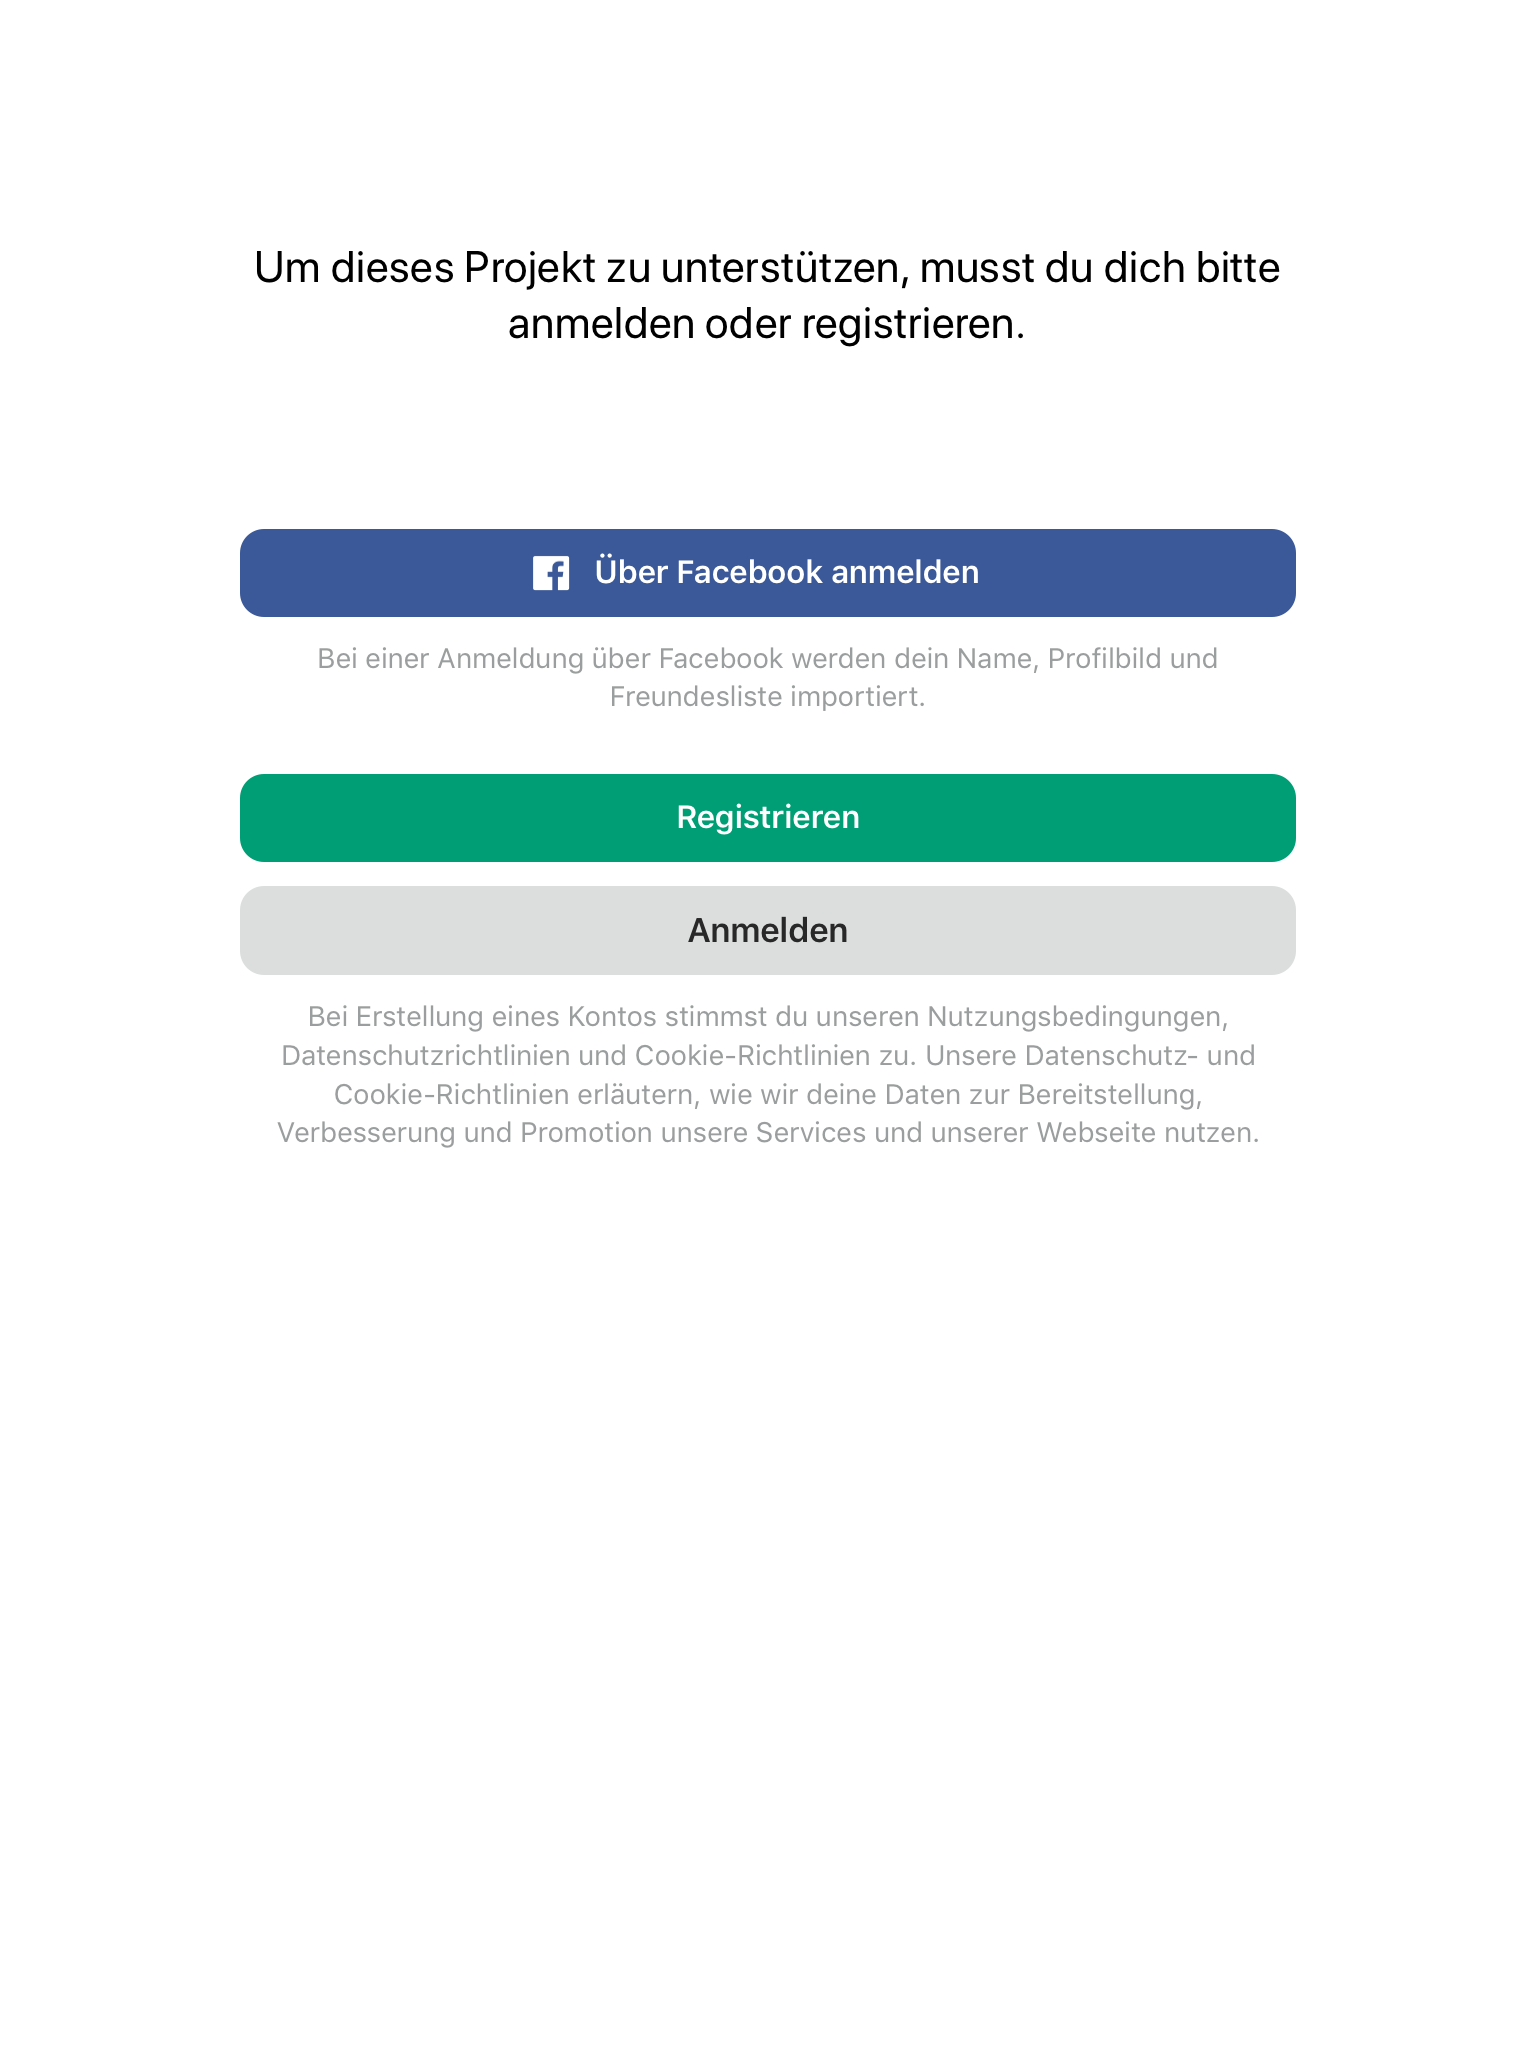 Um dieses Projekt zu unterstützen, musst du dich bitte
anmelden oder registrieren.
Über Facebook anmelden
Bei einer Anmeldung über Facebook werden dein Name, Profilbild und
Freundesliste importiert.
Registrieren
Anmelden
Bei Erstellung eines Kontos stimmst du unseren Nutzungsbedingungen,
Datenschutzrichtlinien und Cookie-Richtlinien zu. Unsere Datenschutz- und
Cookie-Richtlinien erläutern, wie wir deine Daten zur Bereitstellung,
Verbesserung und Promotion unsere Services und unserer Webseite nutzen.